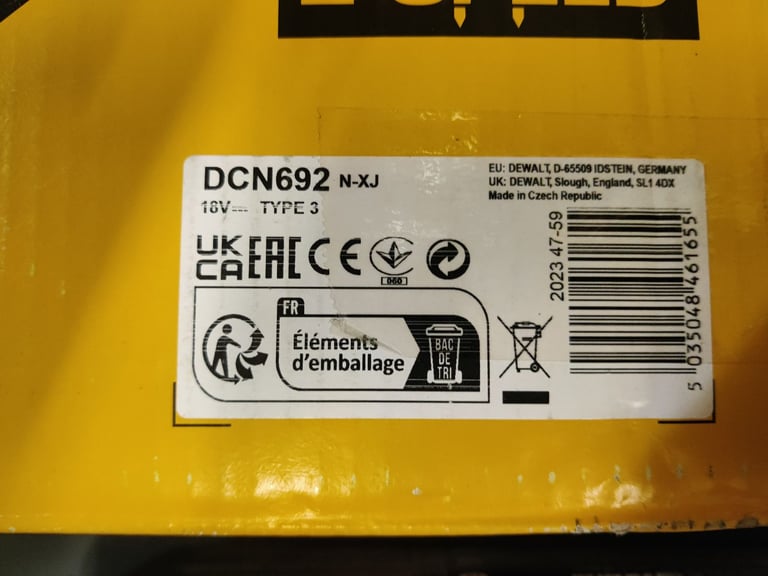 DCN692 N-XJ
18V TYPE 3
EU: DEWALT, D-65509 IDSTEIN, GERMANY
UK: DEWALT, Slough, England, SL1 4DX
Made in Czech Republic
UK
CA EAC CE
060
FR
Éléments
d'emballage
BAC
DE
TRI
2023 47-59
5 035048 461655